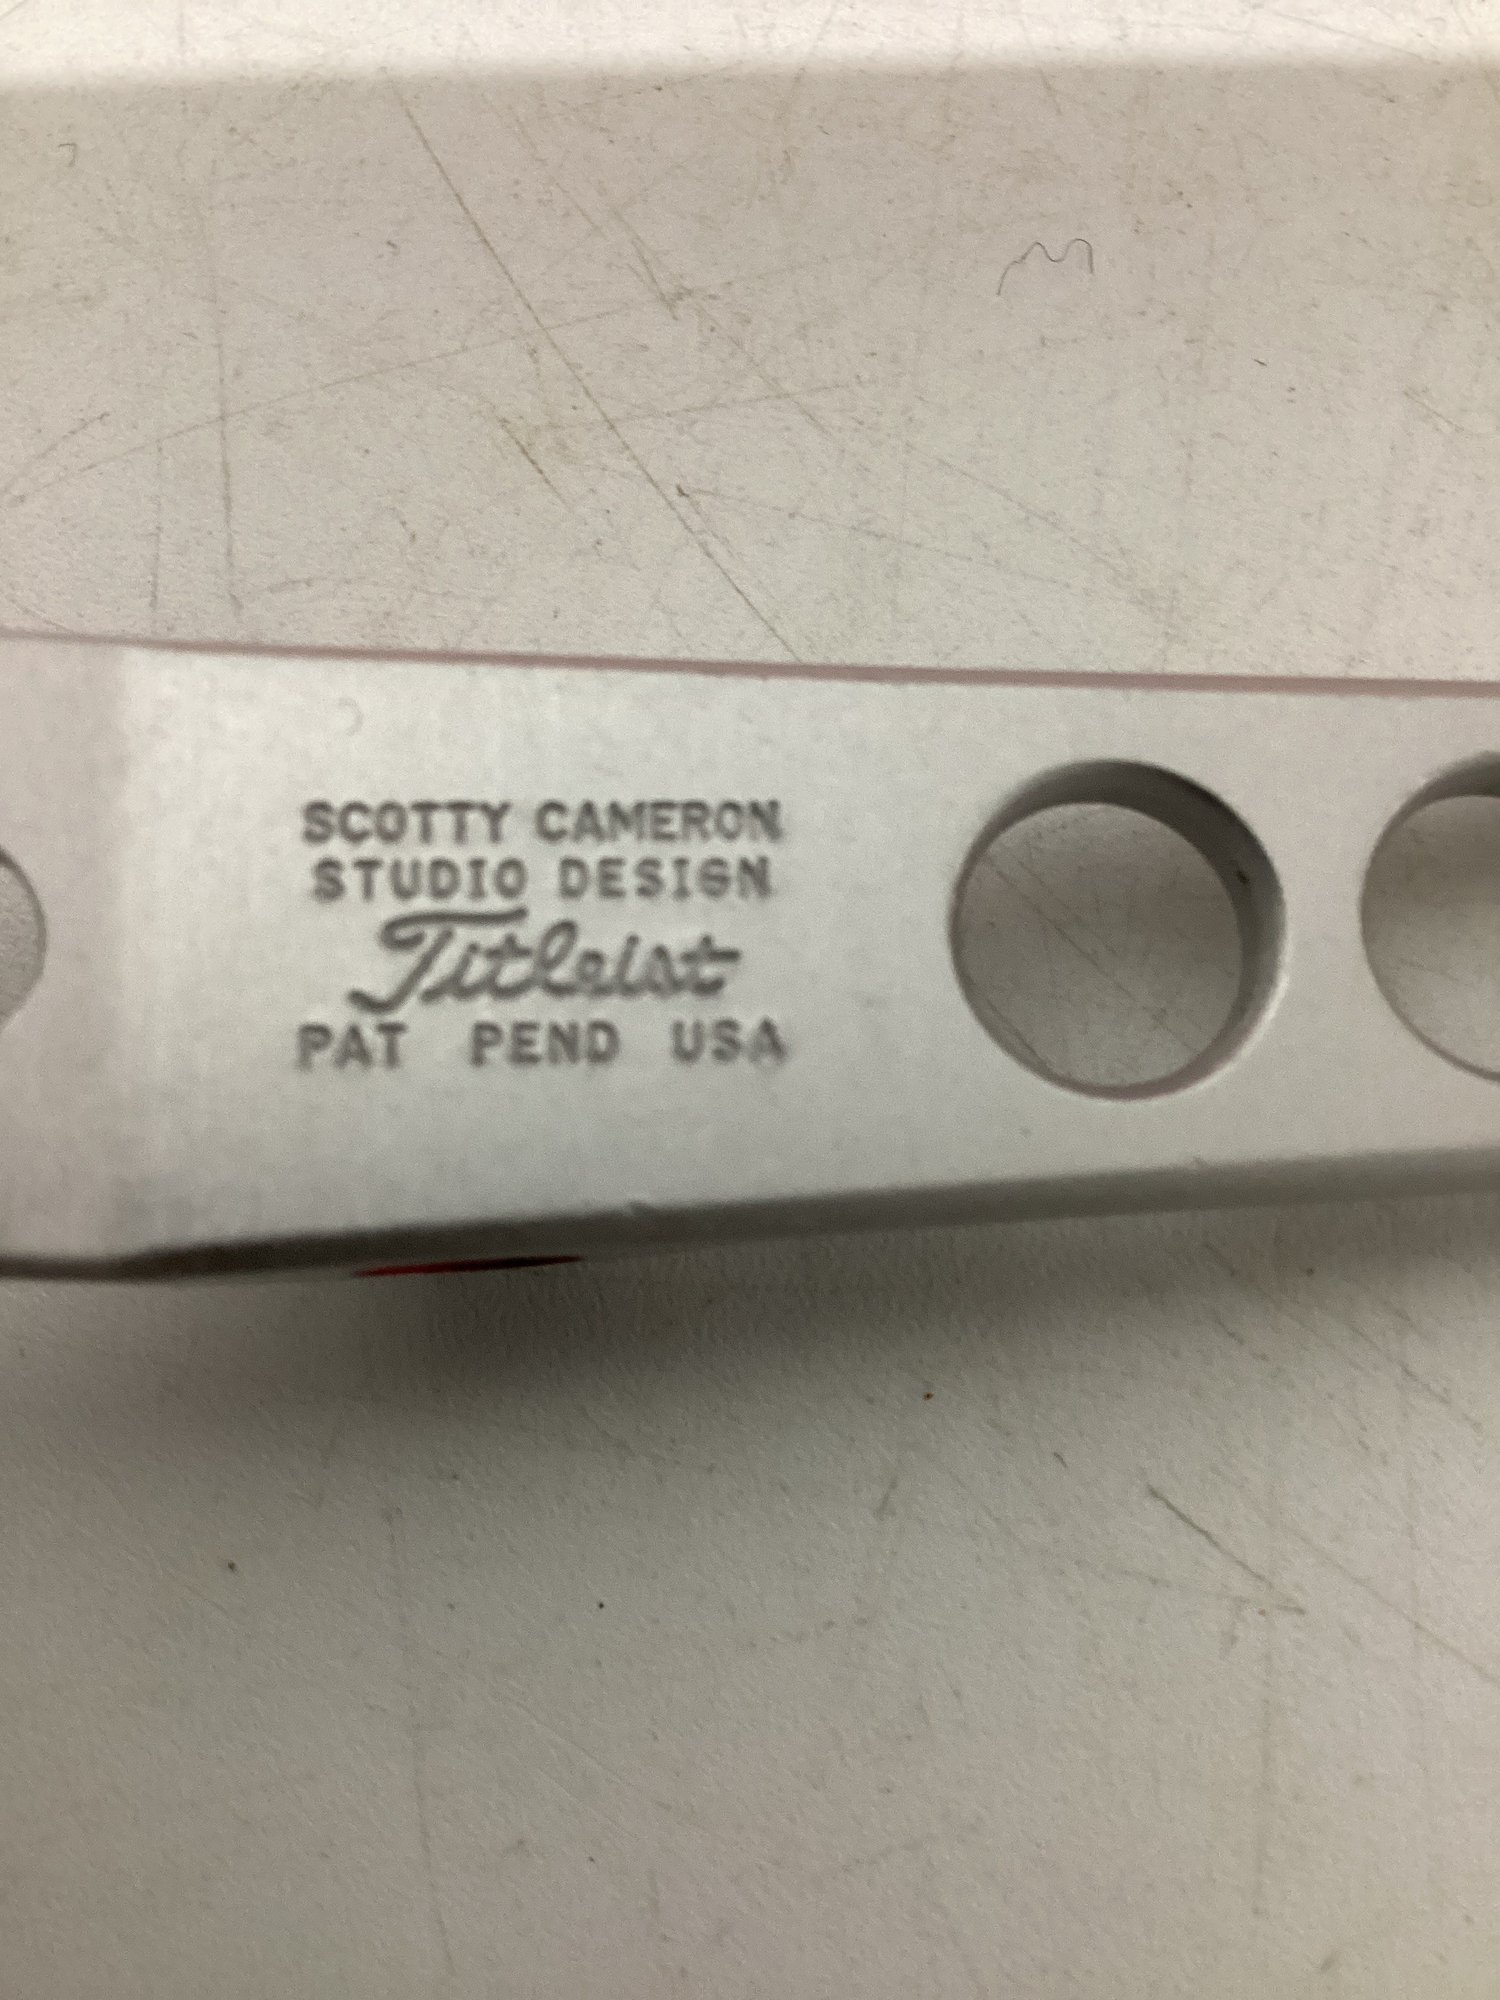 SCOTTY CAMERON
STUDIO DESIGN
Titleist
PAT PEND USA